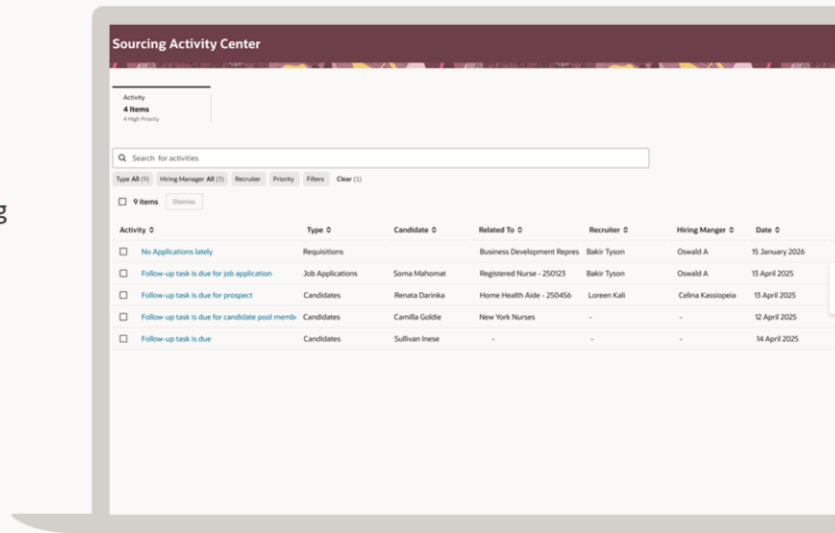 Sourcing Activity Center
Activity
4 Items
4 High Priority
g
Search for activities
Type All (9) Hiring Manager All (3) Recruiter Priority Filters Clear (1)
9 items Dismiss
Activity Type Candidate Related To Recruiter Hiring Manger Date
No Applications lately Requisitions Business Development Repres Bakir Tyson Oswald A 15 January 2026
Follow-up task is due for job application Job Applications Soma Mahomat Registered Nurse - 250123 Bakir Tyson Oswald A 13 April 2025
Follow-up task is due for prospect Candidates Renata Darinka Home Health Aide - 250456 Loreen Kali Celina Kassiopeia 13 April 2025
Follow-up task is due for candidate pool memb Candidates Camilla Goldie New York Nurses - - 12 April 2025
Follow-up task is due Candidates Sullivan Inese - - - 14 April 2025